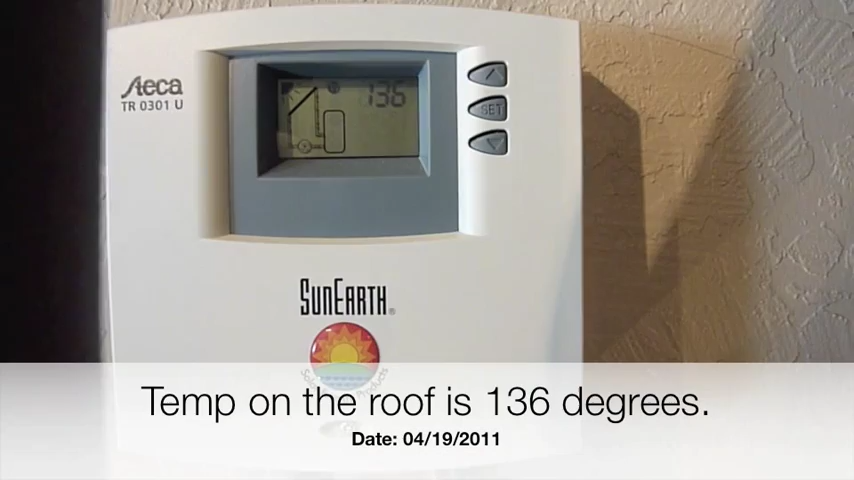 Steca
TR 0301 U
136
SET
SUNEARTH®
Temp on the roof is 136 degrees.
Date: 04/19/2011